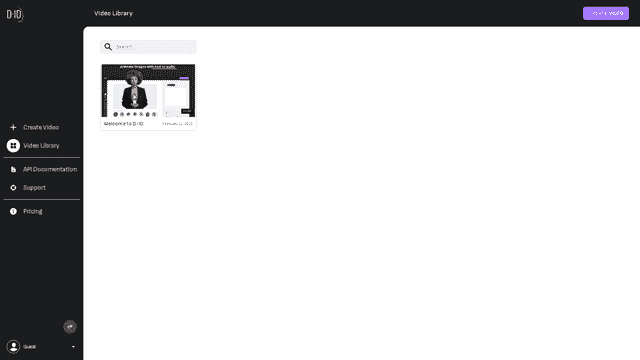 D-ID
Video Library
Search
Welcome to D-ID
Create Video
Video Library
API Documentation
Support
Pricing
Guest